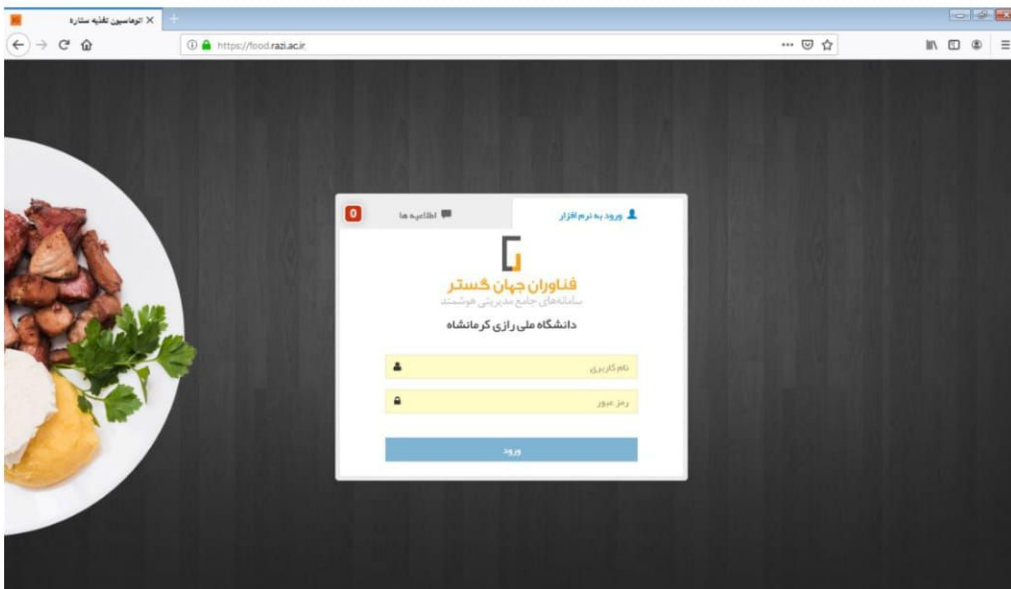 اتوماسیون تغذیه ستاره
https://food.razi.ac.ir
ورود به نرم افزار
اطلاعیه ها
0
فناوران جهان گستر
سامانه‌های جامع مدیریتی هوشمند
دانشگاه ملی رازی کرمانشاه
نام کاربری
رمز عبور
ورود